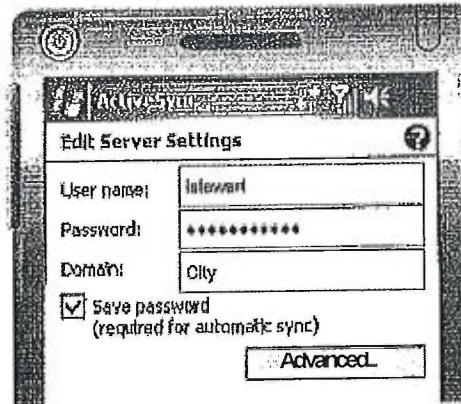 ActiveSync
Edit Server Settings
User name:
Password: ***********
Domain: City
Save password
(required for automatic sync)
Advanced...